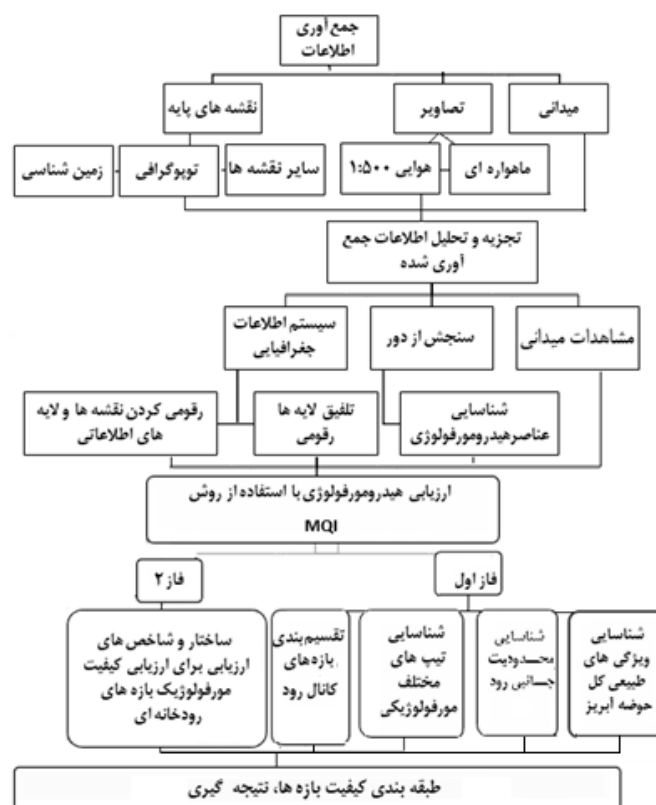 جمع آوری
اطلاعات
میدانی
تصاویر
نقشه های پایه
ماهواره ای
هوایی ۱:۵۰۰
سایر نقشه ها
توپوگرافی
زمین شناسی
تجزیه و تحلیل اطلاعات جمع
آوری شده
مشاهدات میدانی
سنجش از دور
سیستم اطلاعات
جغرافیایی
شناسایی
عناصرهیدرومورفولوژی
تلفیق لایه ها
رقومی
رقومی کردن نقشه ها و لایه
های اطلاعاتی
ارزیابی هیدرومورفولوژی با استفاده از روش
MQI
فاز اول
فاز ۲
شناسایی
ویژگی های
طبیعی کل
حوضه آبریز
شناسایی
محدودیت
جانبی رود
شناسایی
تیپ های
مختلف
مورفولوژیکی
تقسیم بندی
بازه های
کانال رود
ساختار و شاخص های
ارزیابی برای ارزیابی کیفیت
مورفولوژیک بازه های
رودخانه ای
طبقه بندی کیفیت بازه ها، نتیجه گیری